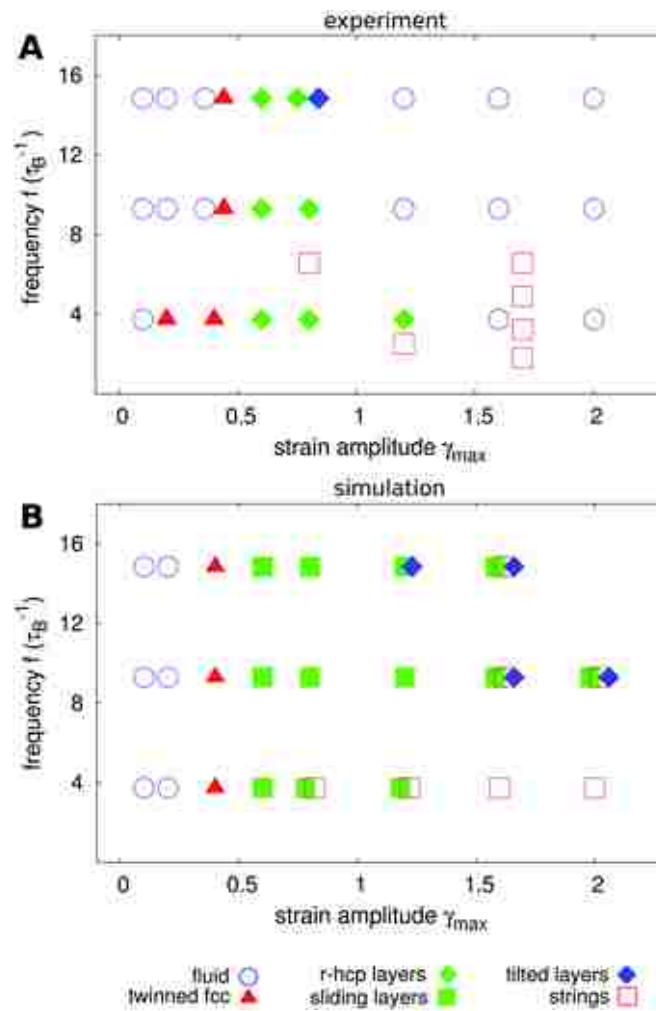 experiment
A
16
12
8
4
frequency f (τB-1)
0 0.5 1 1.5 2
strain amplitude γmax
simulation
B
16
12
8
4
frequency f (τB-1)
0 0.5 1 1.5 2
strain amplitude γmax
fluid r-hcp layers tilted layers
twinned fcc sliding layers strings